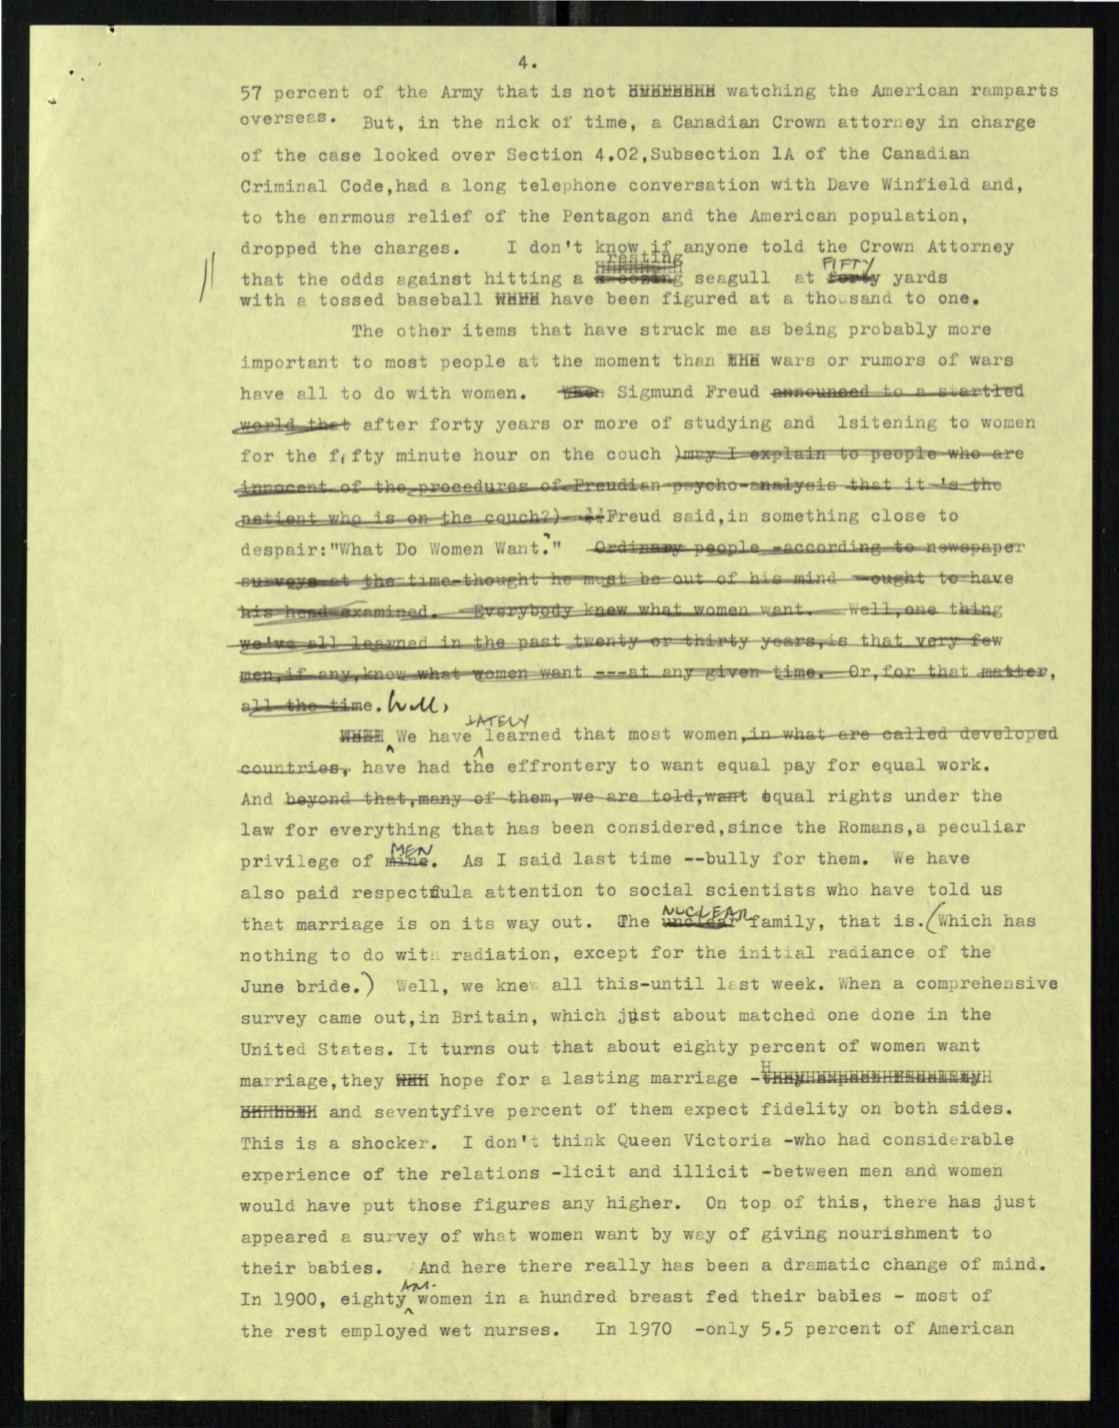 4.
57 percent of the Army that is not watching the American ramparts
overseas. But, in the nick of time, a Canadian Crown attorney in charge
of the case looked over Section 4.02,Subsection 1A of the Canadian
Criminal Code,had a long telephone conversation with Dave Winfield and,
to the enrmous relief of the Pentagon and the American population,
dropped the charges. I don't know if anyone told the Crown Attorney
resting FIFTY
that the odds against hitting a seagull at forty yards
with a tossed baseball have been figured at a thousand to one.
The other items that have struck me as being probably more
important to most people at the moment than wars or rumors of wars
have all to do with women. When Sigmund Freud announced to a startled
world that after forty years or more of studying and lsitening to women
for the fifty minute hour on the couch )may I explain to people who are
innocent of the procedures of Freudian psycho-analysis that it is the
patient who is on the couch?) Freud said,in something close to
despair:"What Do Women Want?" Ordinary people -according to newspaper
surveys at the time-thought he must be out of his mind -ought to have
his head examined. Everybody knew what women want. Well,one thing
we've all learned in the past twenty or thirty years,is that very few
men,if any,know what women want ---at any given time. Or,for that matter,
all the time. Well,
LATELY
We have learned that most women,in what are called developed
countries, have had the effrontery to want equal pay for equal work.
And beyond that,many of them, we are told,want equal rights under the
law for everything that has been considered,since the Romans,a peculiar
MEN
privilege of mine. As I said last time --bully for them. We have
also paid respectfula attention to social scientists who have told us
NUCLEAR
that marriage is on its way out. The unclear family, that is.(Which has
nothing to do with radiation, except for the initial radiance of the
June bride.) Well, we knew all this-until last week. When a comprehensive
survey came out,in Britain, which just about matched one done in the
United States. It turns out that about eighty percent of women want
marriage,they hope for a lasting marriage -
and seventyfive percent of them expect fidelity on both sides.
This is a shocker. I don't think Queen Victoria -who had considerable
experience of the relations -licit and illicit -between men and women
would have put those figures any higher. On top of this, there has just
appeared a survey of what women want by way of giving nourishment to
their babies. And here there really has been a dramatic change of mind.
AM.
In 1900, eighty women in a hundred breast fed their babies - most of
the rest employed wet nurses. In 1970 -only 5.5 percent of American